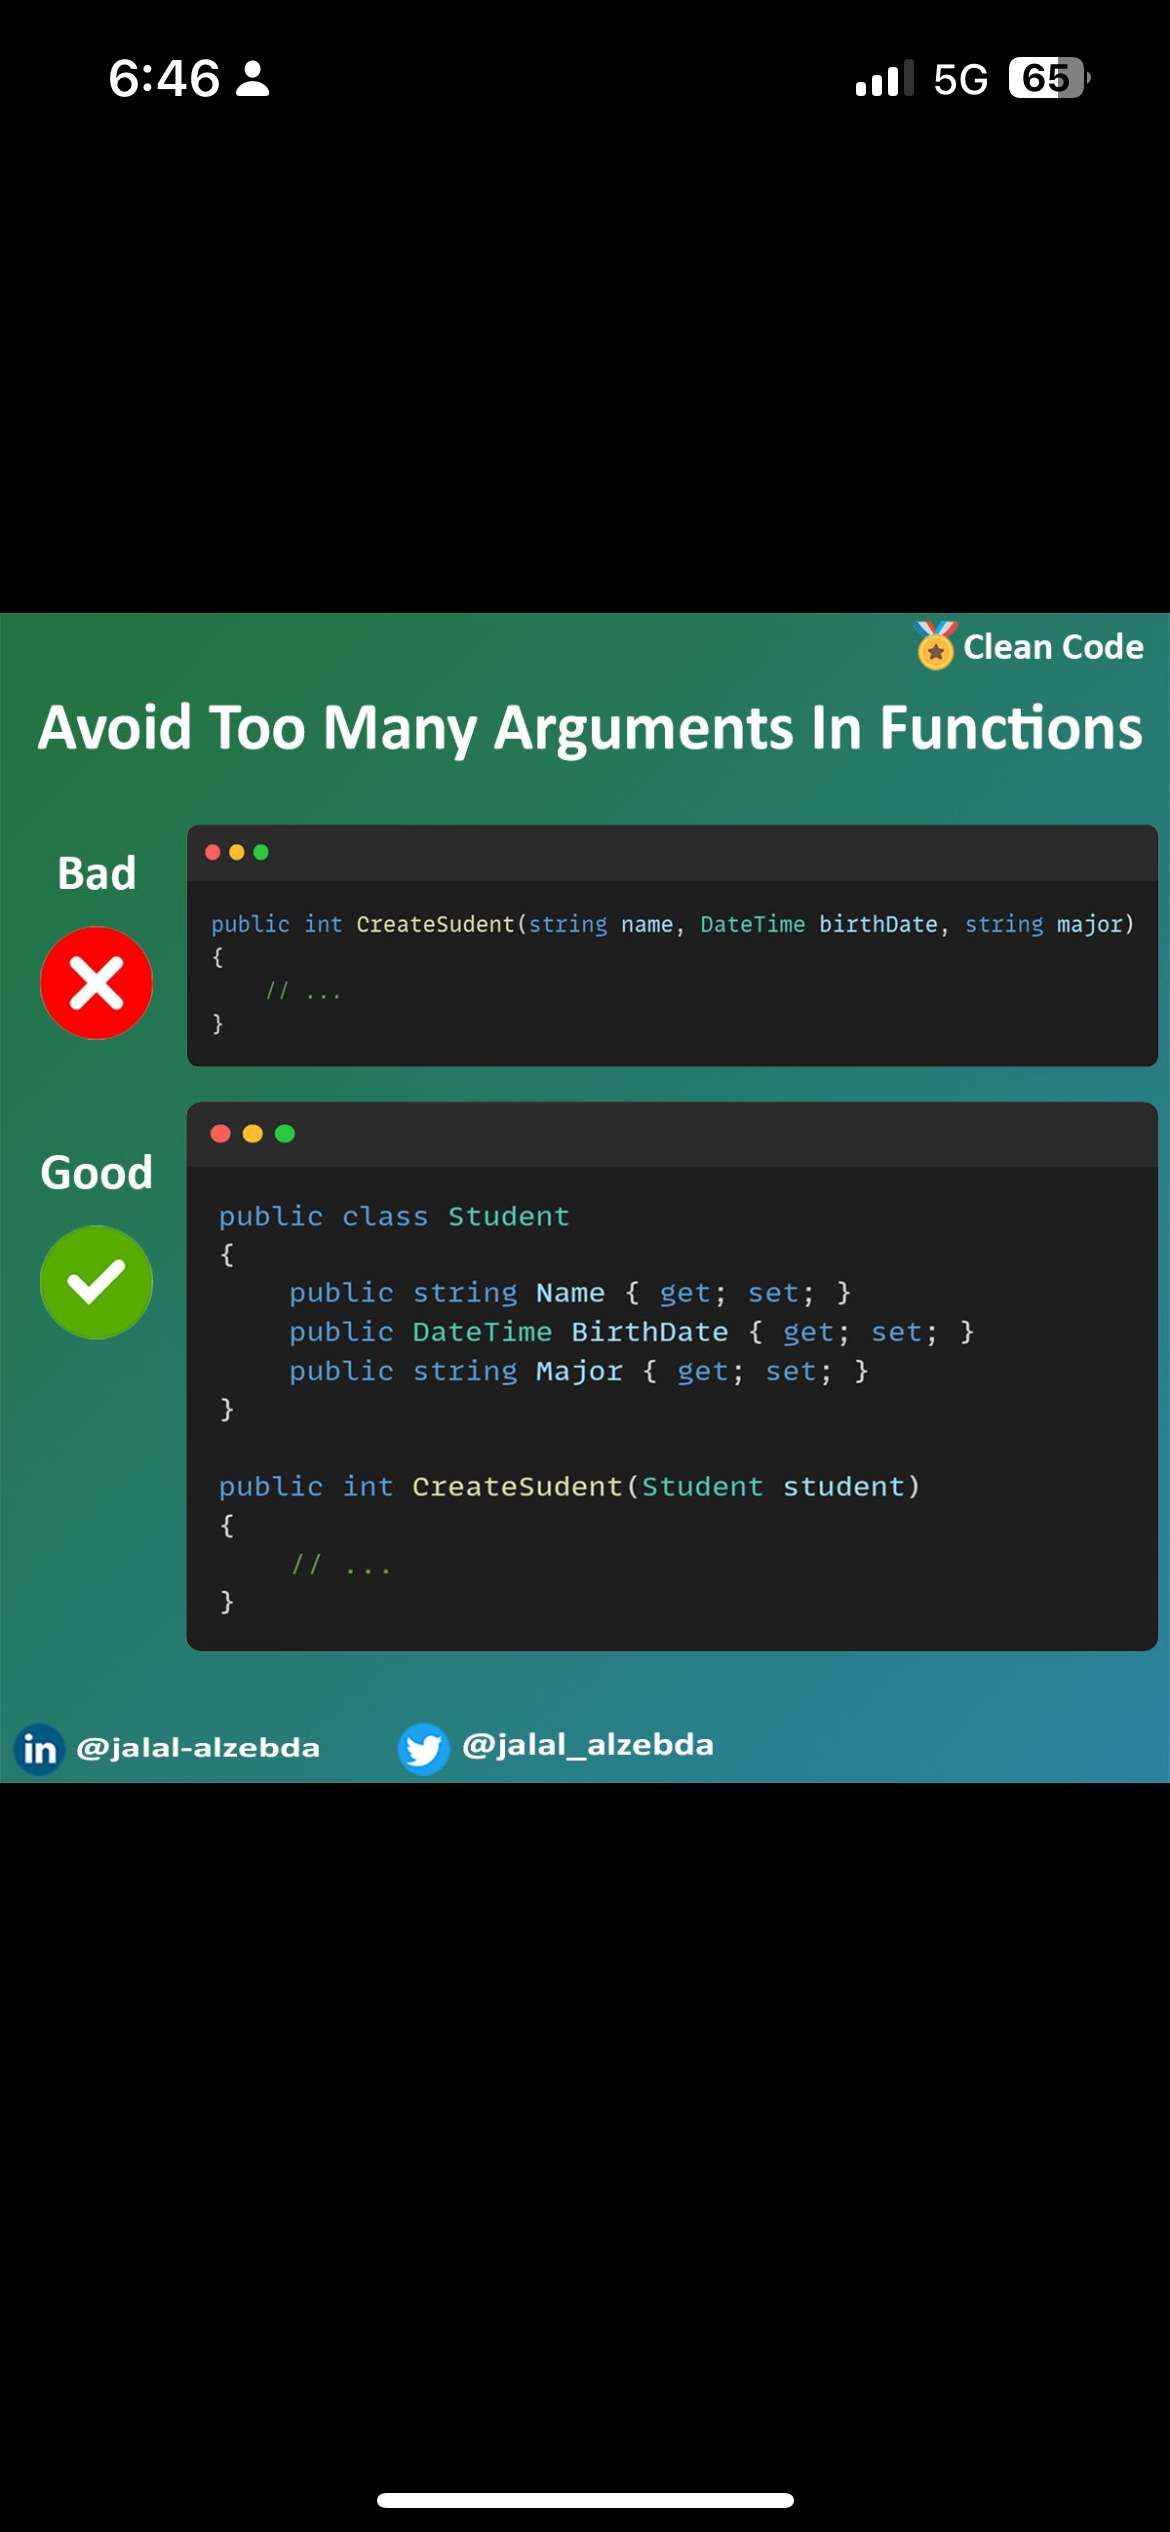 6:46
5G 65
Clean Code
Avoid Too Many Arguments In Functions
Bad
public int CreateSudent(string name, DateTime birthDate, string major)
{
    // ...
}
Good
public class Student
{
    public string Name { get; set; }
    public DateTime BirthDate { get; set; }
    public string Major { get; set; }
}

public int CreateSudent(Student student)
{
    // ...
}
in @jalal-alzebda
@jalal_alzebda